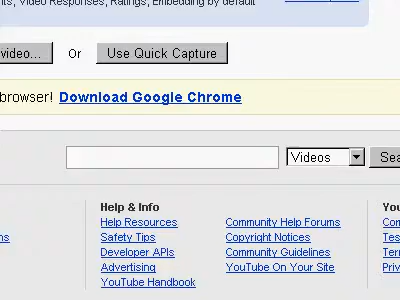 Video Responses, Ratings, Embedding by default
video... Or Use Quick Capture
browser! Download Google Chrome
Videos
Help & Info
Help Resources Community Help Forums
Safety Tips Copyright Notices
Developer APIs Community Guidelines
Advertising YouTube On Your Site
YouTube Handbook